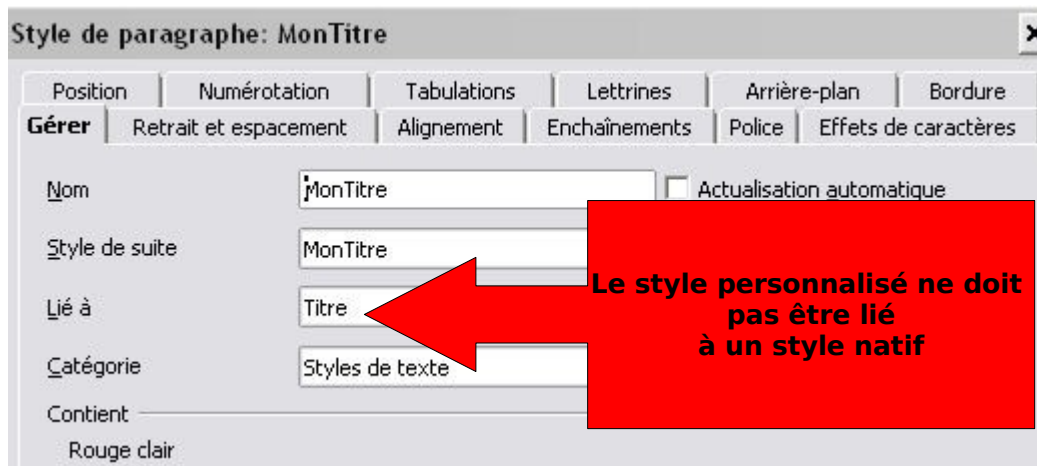 Style de paragraphe: MonTitre
Position Numérotation Tabulations Lettrines Arrière-plan Bordure
Gérer Retrait et espacement Alignement Enchaînements Police Effets de caractères
Nom MonTitre Actualisation automatique
Style de suite MonTitre
Lié à Titre
Catégorie Styles de texte
Le style personnalisé ne doit
pas être lié
à un style natif
Contient
Rouge clair